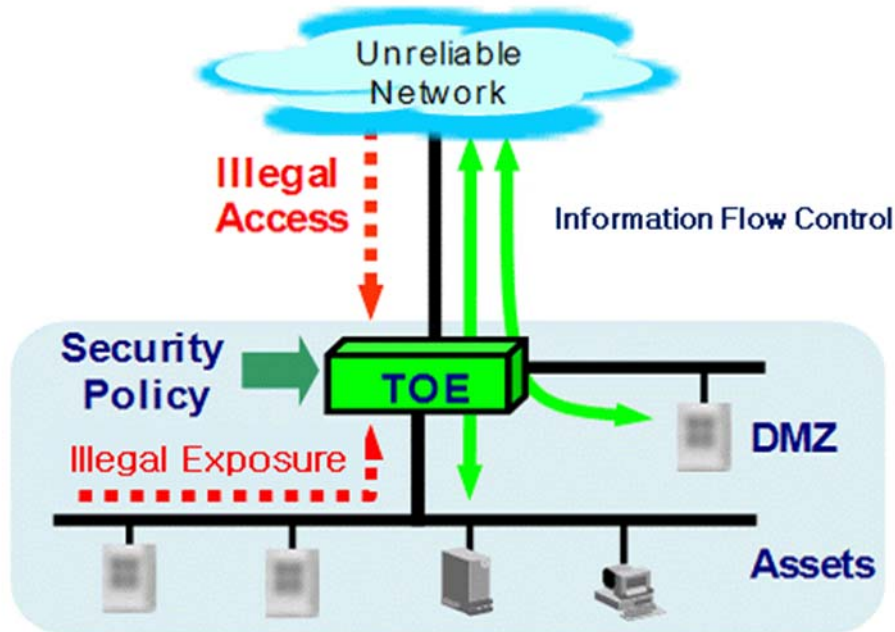 Unreliable
Network
Illegal
Access
Information Flow Control
Security
Policy
TOE
Illegal Exposure
DMZ
Assets